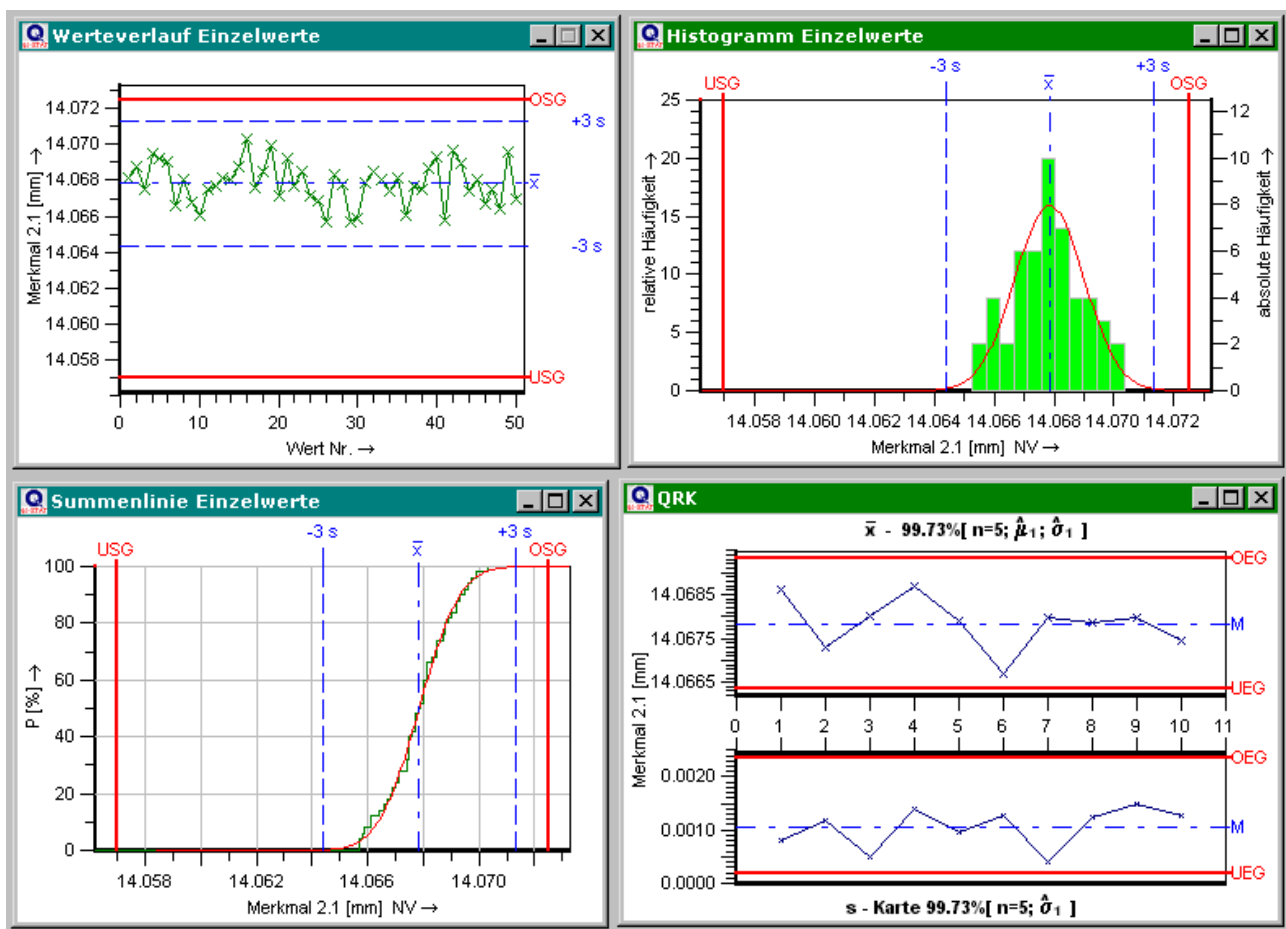 Werteverlauf Einzelwerte
OSG
+3 s
x̄
-3 s
USG
14.072
14.070
14.068
14.066
14.064
14.062
14.060
14.058
Merkmal 2.1 [mm] →
0 10 20 30 40 50
Wert Nr. →
Histogramm Einzelwerte
-3 s x̄ +3 s
USG OSG
25
20
15
10
5
0
relative Häufigkeit →
12
10
8
6
4
2
0
absolute Häufigkeit →
14.058 14.060 14.062 14.064 14.066 14.068 14.070 14.072
Merkmal 2.1 [mm] NV →
Summenlinie Einzelwerte
-3 s x̄ +3 s
USG OSG
100
80
60
40
20
0
P [%] →
14.058 14.062 14.066 14.070
Merkmal 2.1 [mm] NV →
QRK
x̄ - 99.73%[ n=5; μ̂₁; σ̂₁ ]
OEG
M
UEG
14.0685
14.0675
14.0665
Merkmal 2.1 [mm]
0 1 2 3 4 5 6 7 8 9 10 11
OEG
M
UEG
0.0020
0.0010
0.0000
s - Karte 99.73%[ n=5; σ̂₁ ]